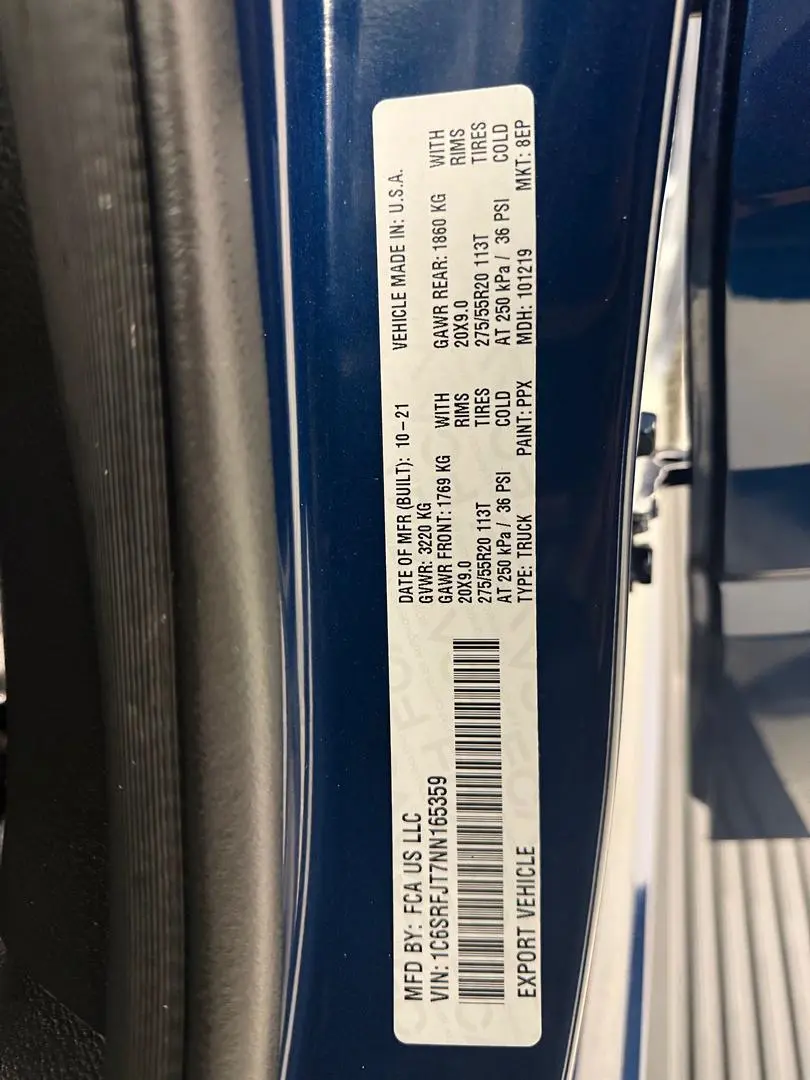 MFD BY: FCA US LLC
VIN: 1C6SRFJT7NN165359
EXPORT VEHICLE
DATE OF MFR (BUILT): 10-21 VEHICLE MADE IN: U.S.A.
GVWR: 3220 KG
GAWR FRONT: 1769 KG WITH GAWR REAR: 1860 KG WITH
20X9.0 RIMS 20X9.0 RIMS
275/55R20 113T TIRES 275/55R20 113T TIRES
AT 250 kPa / 36 PSI COLD AT 250 kPa / 36 PSI COLD
TYPE: TRUCK PAINT: PPX MDH: 101219 MKT: 8EP